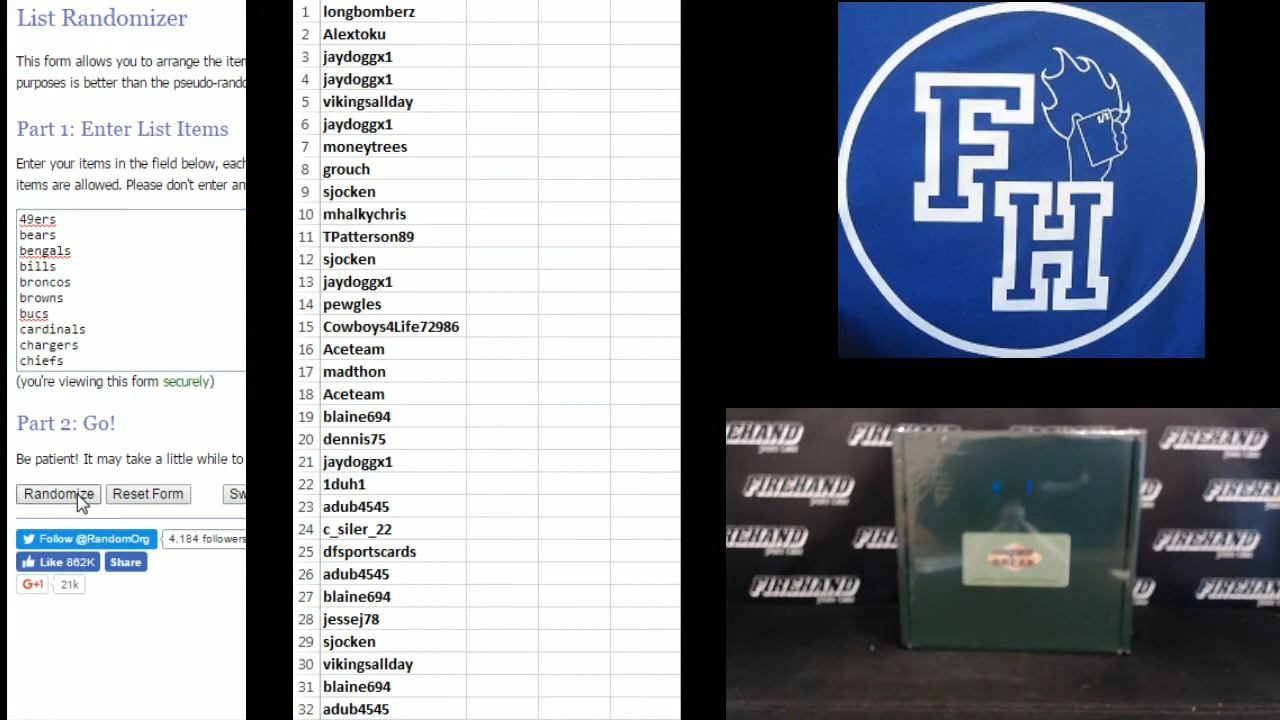 List Randomizer
This form allows you to arrange the iter
purposes is better than the pseudo-rando
Part 1: Enter List Items
Enter your items in the field below, each
items are allowed. Please don't enter an
49ers
bears
bengals
bills
broncos
browns
bucs
cardinals
chargers
chiefs
(you're viewing this form securely)
Part 2: Go!
Be patient! It may take a little while to
Randomize Reset Form Sw
Follow @RandomOrg 4,184 followers
Like 862K Share
G+1 21k
1 longbomberz
2 Alextoku
3 jaydoggx1
4 jaydoggx1
5 vikingsallday
6 jaydoggx1
7 moneytrees
8 grouch
9 sjocken
10 mhalkychris
11 TPatterson89
12 sjocken
13 jaydoggx1
14 pewgles
15 Cowboys4Life72986
16 Aceteam
17 madthon
18 Aceteam
19 blaine694
20 dennis75
21 jaydoggx1
22 1duh1
23 adub4545
24 c_siler_22
25 dfsportscards
26 adub4545
27 blaine694
28 jessej78
29 sjocken
30 vikingsallday
31 blaine694
32 adub4545
F
H
1/1
FIREHAND
FIREHAND
FIREHAND
FIREHAND
FIREHAND
FIREHAND
FIREHAND